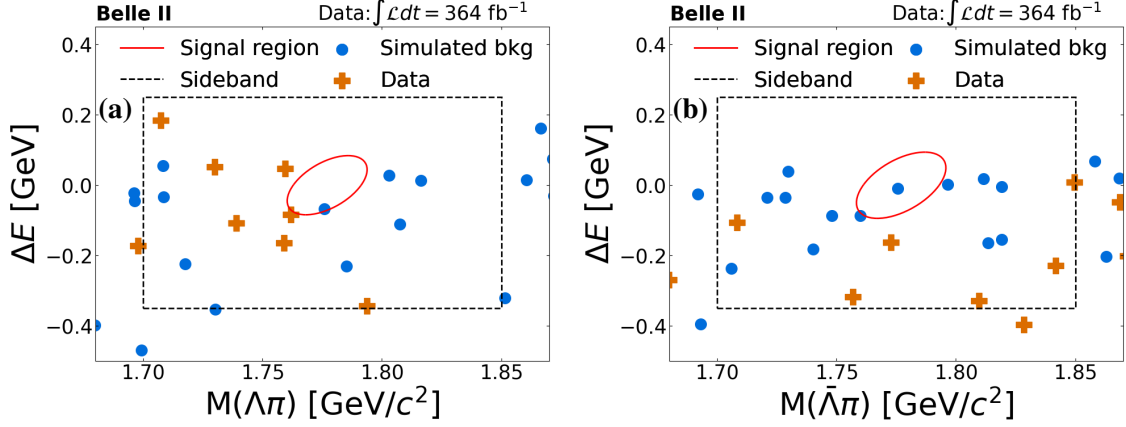 Belle II Data: ∫ℒdt = 364 fb⁻¹
Signal region Simulated bkg
Sideband Data
(a)
ΔE [GeV]
0.4
0.2
0.0
−0.2
−0.4
1.70 1.75 1.80 1.85
M(Λπ) [GeV/c²]
Belle II Data: ∫ℒdt = 364 fb⁻¹
Signal region Simulated bkg
Sideband Data
(b)
ΔE [GeV]
0.4
0.2
0.0
−0.2
−0.4
1.70 1.75 1.80 1.85
M(Λ̄π) [GeV/c²]